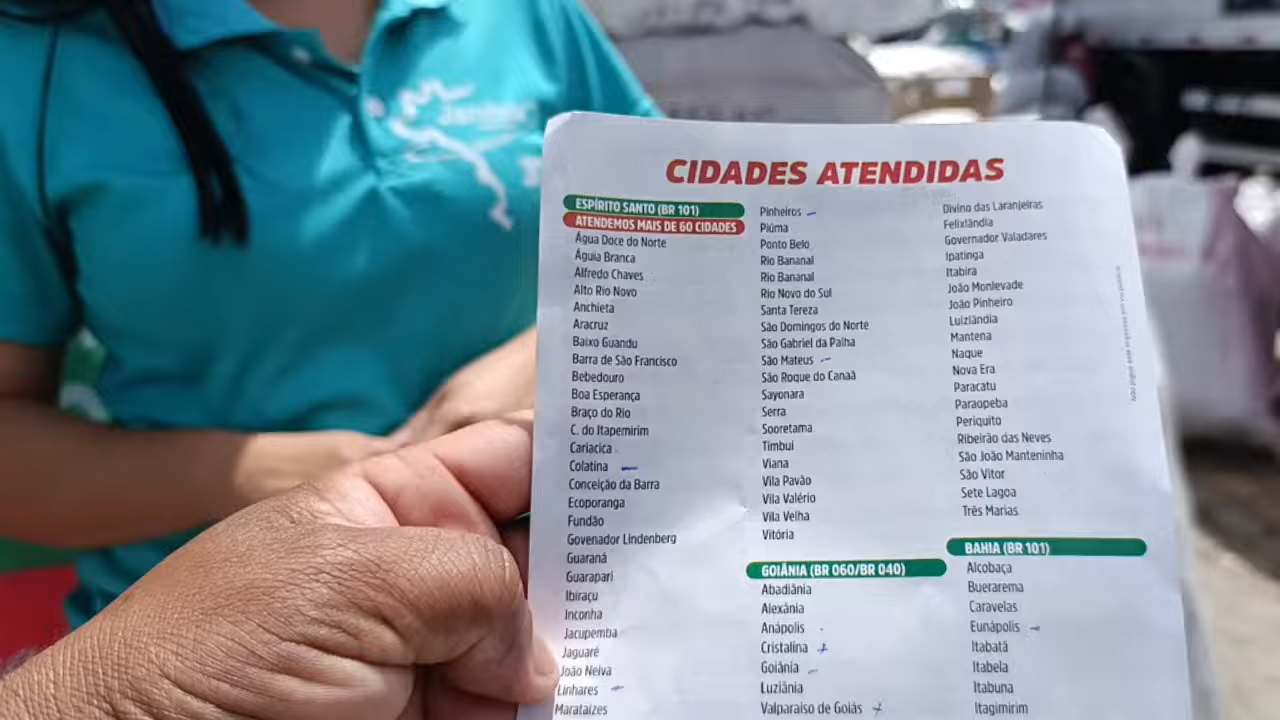 CIDADES ATENDIDAS
ESPÍRITO SANTO (BR 101)
ATENDEMOS MAIS DE 60 CIDADES
Água Doce do Norte
Águia Branca
Alfredo Chaves
Alto Rio Novo
Anchieta
Aracruz
Baixo Guandu
Barra de São Francisco
Bebedouro
Boa Esperança
Braço do Rio
C. do Itapemirim
Cariacica
Colatina
Conceição da Barra
Ecoporanga
Fundão
Govenador Lindenberg
Guaraná
Guarapari
Ibiraçu
Inconha
Jacupemba
Jaguaré
João Neiva
Linhares
Marataízes
Pinheiros
Piúma
Ponto Belo
Rio Bananal
Rio Bananal
Rio Novo do Sul
Santa Tereza
São Domingos do Norte
São Gabriel da Palha
São Mateus
São Roque do Canaã
Sayonara
Serra
Sooretama
Timbuí
Viana
Vila Pavão
Vila Valério
Vila Velha
Vitória
GOIÂNIA (BR 060/BR 040)
Abadiânia
Alexânia
Anápolis
Cristalina
Goiânia
Luziânia
Valparaiso de Goiás
Divino das Laranjeiras
Felixlândia
Governador Valadares
Ipatinga
Itabira
João Monlevade
João Pinheiro
Luizlândia
Mantena
Naque
Nova Era
Paracatu
Paraopeba
Periquito
Ribeirão das Neves
São João Manteninha
São Vitor
Sete Lagoa
Três Marias
BAHIA (BR 101)
Alcobaça
Buerarema
Caravelas
Eunápolis
Itabatã
Itabela
Itabuna
Itagimirim